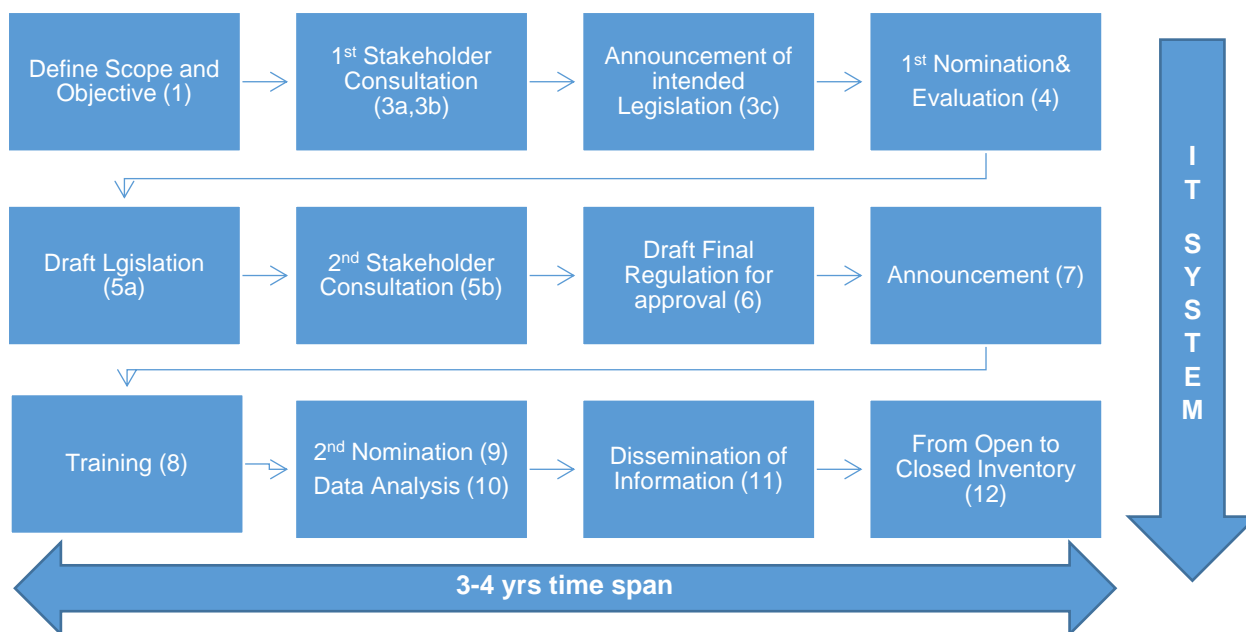 Define Scope and
Objective (1)
1st Stakeholder
Consultation
(3a,3b)
Announcement of
intended
Legislation (3c)
1st Nomination&
Evaluation (4)
Draft Lgislation
(5a)
2nd Stakeholder
Consultation (5b)
Draft Final
Regulation for
approval (6)
Announcement (7)
Training (8)
2nd Nomination (9)
Data Analysis (10)
Dissemination of
Information (11)
From Open to
Closed Inventory
(12)
3-4 yrs time span
IT SYSTEM